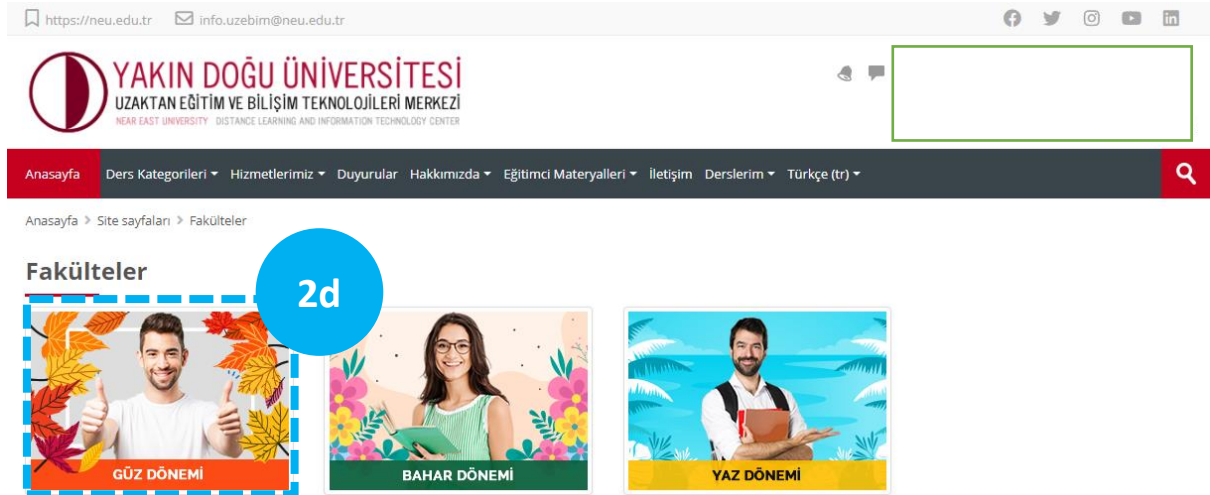 https://neu.edu.tr info.uzebim@neu.edu.tr
YAKIN DOĞU ÜNİVERSİTESİ
UZAKTAN EĞİTİM VE BİLİŞİM TEKNOLOJİLERİ MERKEZİ
NEAR EAST UNIVERSITY DISTANCE LEARNING AND INFORMATION TECHNOLOGY CENTER
Anasayfa Ders Kategorileri Hizmetlerimiz Duyurular Hakkımızda Eğitimci Materyalleri İletişim Derslerim Türkçe (tr)
Anasayfa > Site sayfaları > Fakülteler
Fakülteler
2d
GÜZ DÖNEMİ BAHAR DÖNEMİ YAZ DÖNEMİ